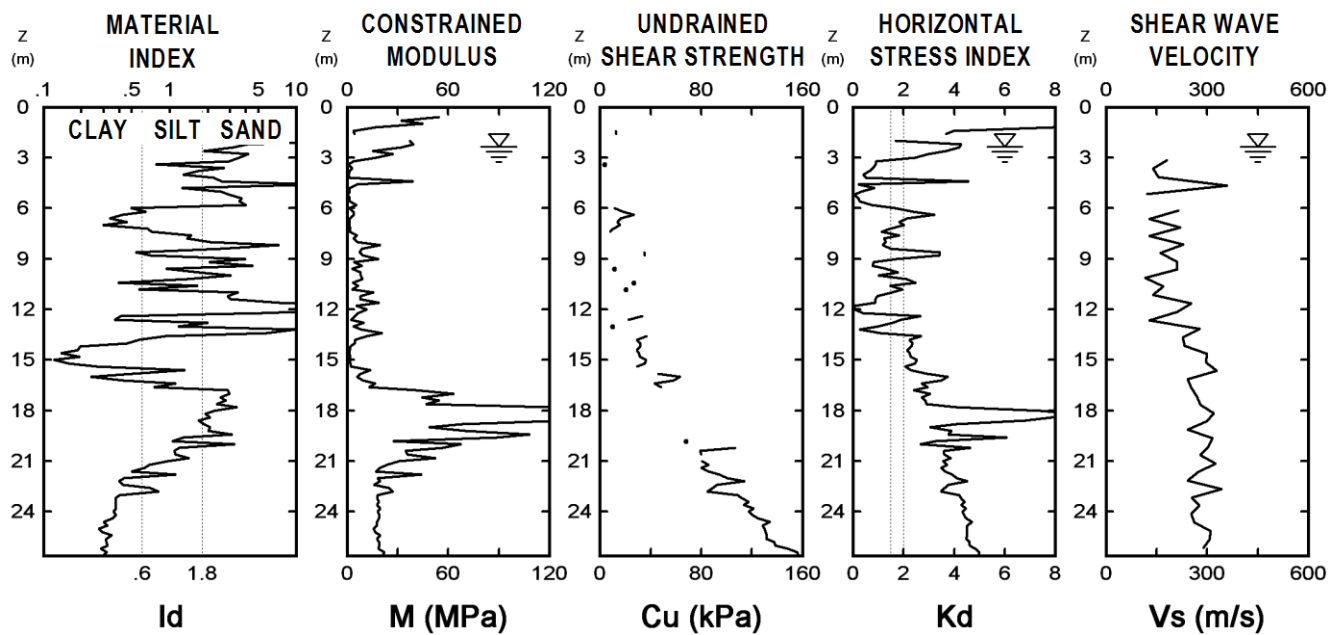 MATERIAL INDEX
CONSTRAINED MODULUS
UNDRAINED SHEAR STRENGTH
HORIZONTAL STRESS INDEX
SHEAR WAVE VELOCITY
Z (m)
Z (m)
Z (m)
Z (m)
Z (m)
.1 .5 1 5 10
0 60 120
0 80 160
0 2 4 6 8
0 300 600
CLAY SILT SAND
0 0 0 0 0
3 3 3 3 3
6 6 6 6 6
9 9 9 9 9
12 12 12 12 12
15 15 15 15 15
18 18 18 18 18
21 21 21 21 21
24 24 24 24 24
.6 1.8
0 60 120
0 80 160
0 2 4 6 8
0 300 600
Id
M (MPa)
Cu (kPa)
Kd
Vs (m/s)